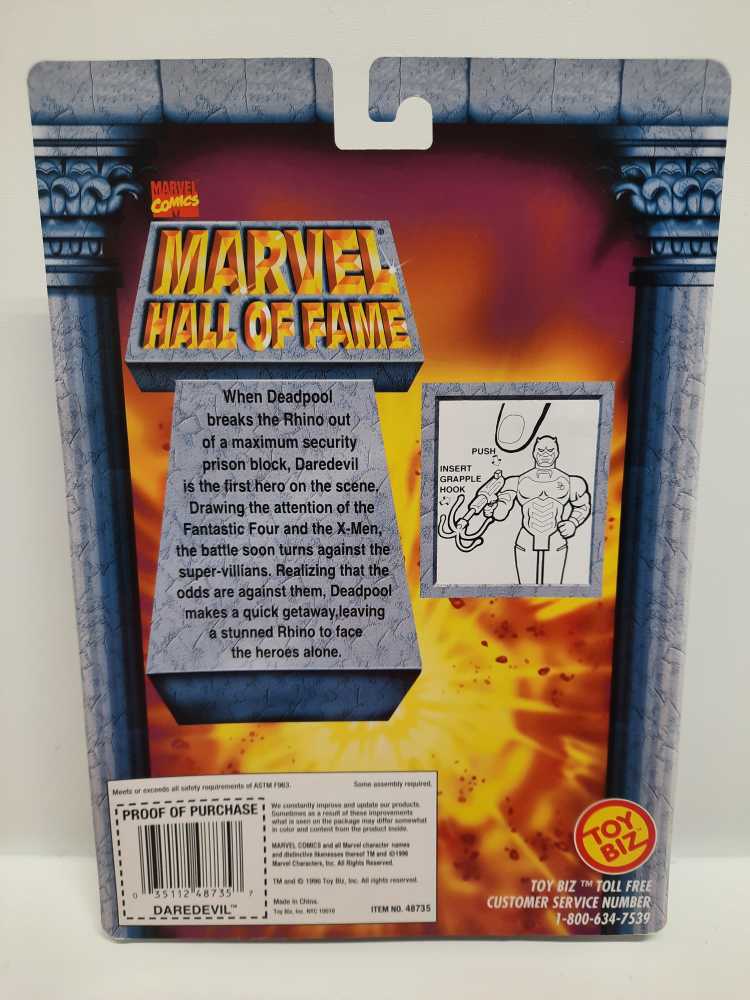 MARVEL
COMICS
MARVEL®
HALL OF FAME
When Deadpool
breaks the Rhino out
of a maximum security
prison block, Daredevil
is the first hero on the scene.
Drawing the attention of the
Fantastic Four and the X-Men,
the battle soon turns against the
super-villians. Realizing that the
odds are against them, Deadpool
makes a quick getaway,leaving
a stunned Rhino to face
the heroes alone.
PUSH
INSERT
GRAPPLE
HOOK
DD
Meets or exceeds all safety requirements of ASTM F963.
Some assembly required.
PROOF OF PURCHASE
0 35112 48735 7
DAREDEVIL™
We constantly improve and update our products.
Sometimes as a result of these improvements
what is seen on the package may differ somewhat
in color and content from the product inside.
MARVEL COMICS and all Marvel character names
and distinctive likenesses thereof TM and ©1996
Marvel Characters, Inc. All Rights Reserved.
TM and © 1996 Toy Biz, Inc. All rights reserved.
Made in China.
Toy Biz, Inc. NYC 10016
ITEM NO. 48735
TOY
BIZ
TOY BIZ ™ TOLL FREE
CUSTOMER SERVICE NUMBER
1-800-634-7539